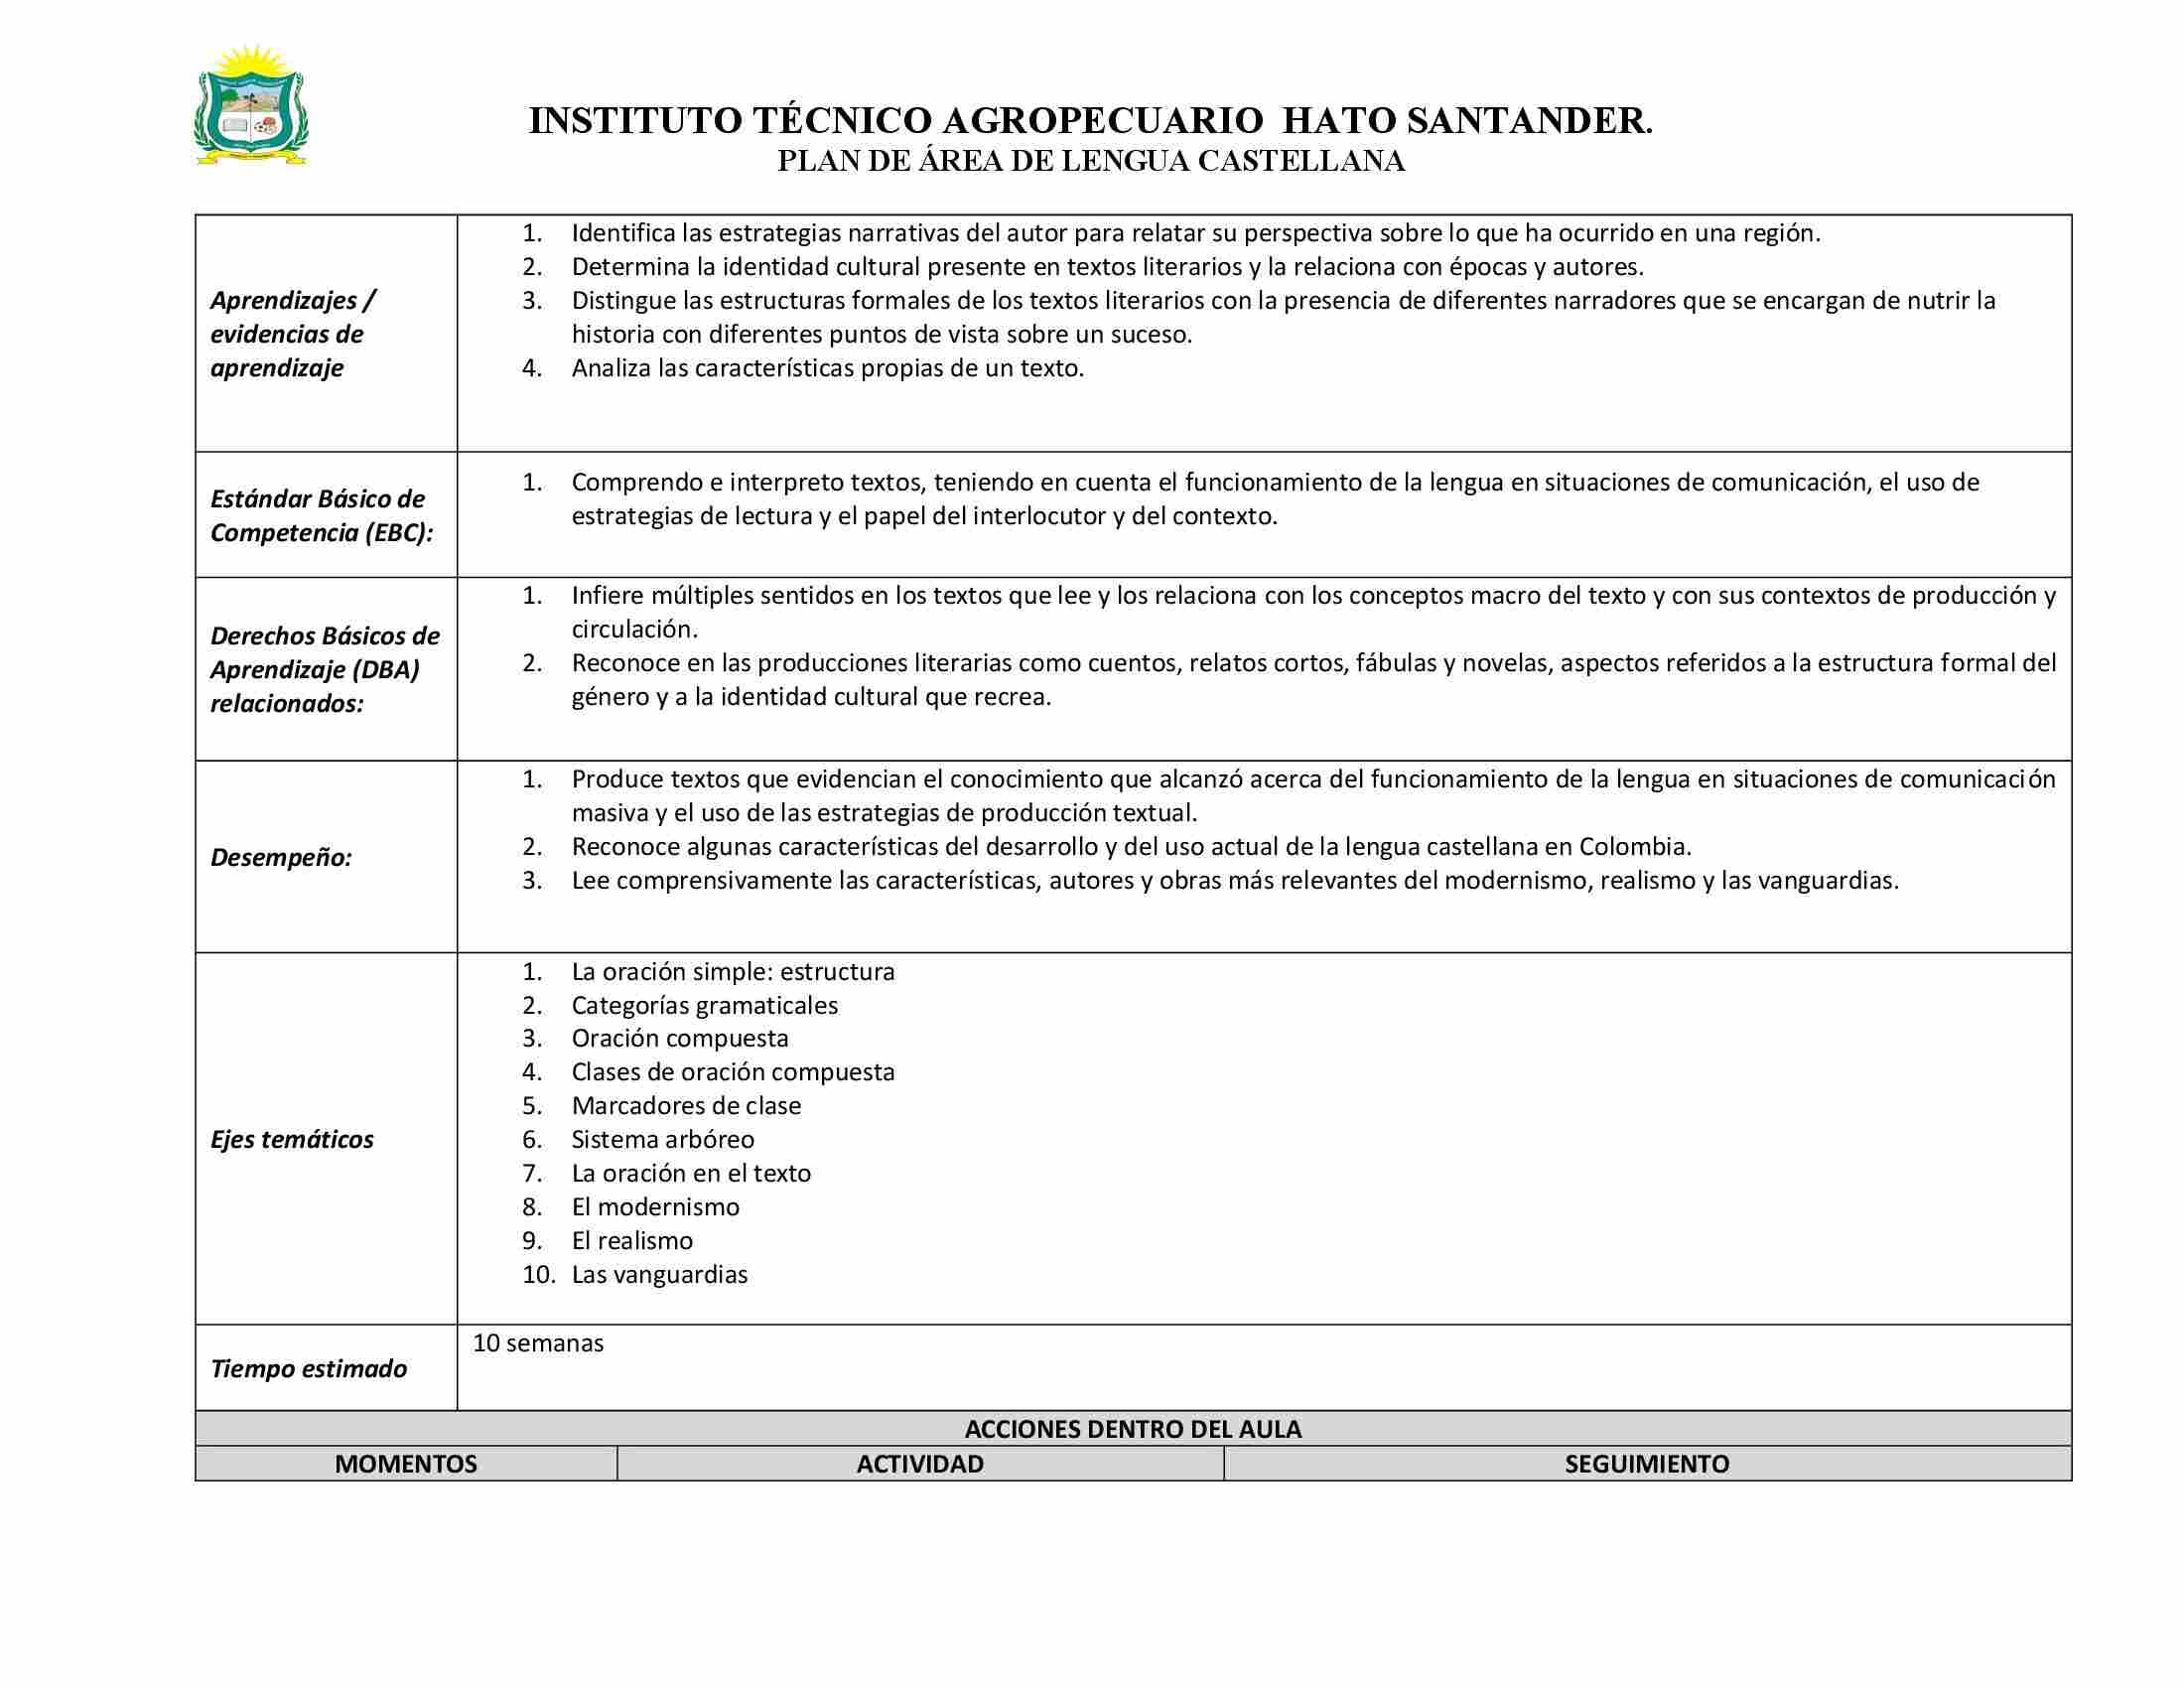 INSTITUTO TÉCNICO AGROPECUARIO HATO SANTANDER.
PLAN DE ÁREA DE LENGUA CASTELLANA
Aprendizajes /
evidencias de
aprendizaje
1. Identifica las estrategias narrativas del autor para relatar su perspectiva sobre lo que ha ocurrido en una región.
2. Determina la identidad cultural presente en textos literarios y la relaciona con épocas y autores.
3. Distingue las estructuras formales de los textos literarios con la presencia de diferentes narradores que se encargan de nutrir la
historia con diferentes puntos de vista sobre un suceso.
4. Analiza las características propias de un texto.
Estándar Básico de
Competencia (EBC):
1. Comprendo e interpreto textos, teniendo en cuenta el funcionamiento de la lengua en situaciones de comunicación, el uso de
estrategias de lectura y el papel del interlocutor y del contexto.
Derechos Básicos de
Aprendizaje (DBA)
relacionados:
1. Infiere múltiples sentidos en los textos que lee y los relaciona con los conceptos macro del texto y con sus contextos de producción y
circulación.
2. Reconoce en las producciones literarias como cuentos, relatos cortos, fábulas y novelas, aspectos referidos a la estructura formal del
género y a la identidad cultural que recrea.
Desempeño:
1. Produce textos que evidencian el conocimiento que alcanzó acerca del funcionamiento de la lengua en situaciones de comunicación
masiva y el uso de las estrategias de producción textual.
2. Reconoce algunas características del desarrollo y del uso actual de la lengua castellana en Colombia.
3. Lee comprensivamente las características, autores y obras más relevantes del modernismo, realismo y las vanguardias.
Ejes temáticos
1. La oración simple: estructura
2. Categorías gramaticales
3. Oración compuesta
4. Clases de oración compuesta
5. Marcadores de clase
6. Sistema arbóreo
7. La oración en el texto
8. El modernismo
9. El realismo
10. Las vanguardias
Tiempo estimado
10 semanas
ACCIONES DENTRO DEL AULA
MOMENTOS
ACTIVIDAD
SEGUIMIENTO